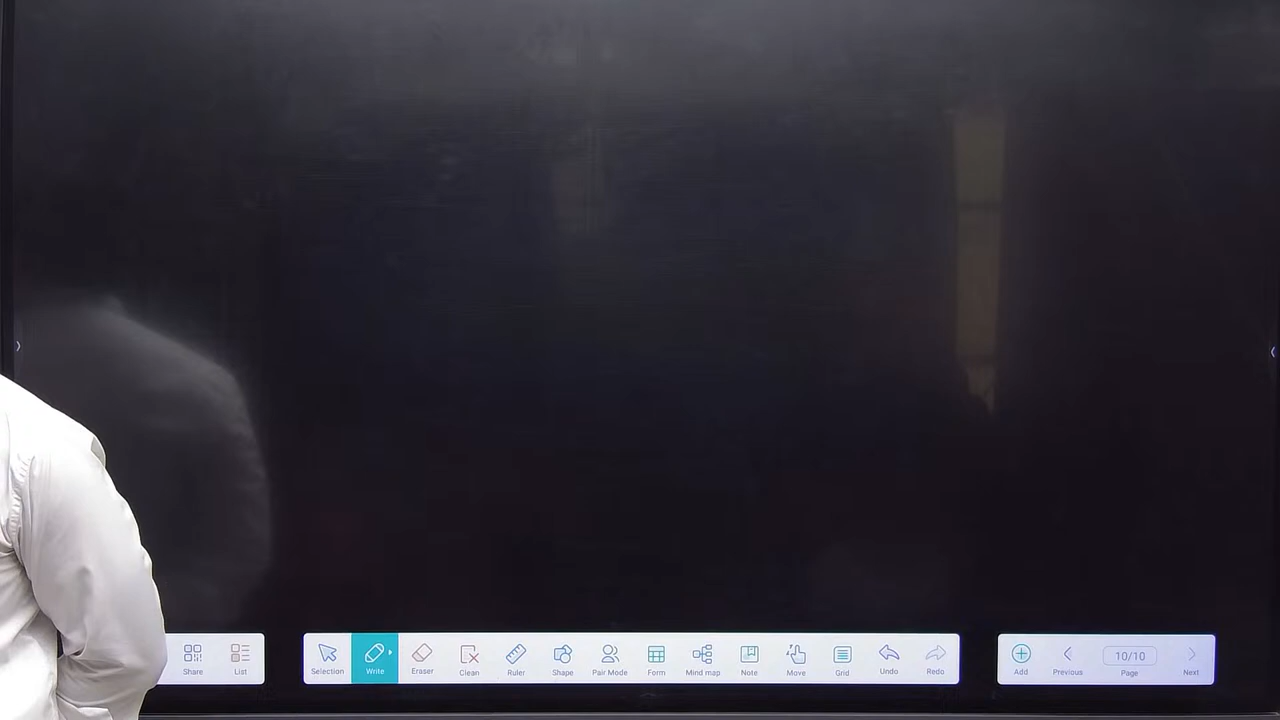 Share
List
Selection
Write
Eraser
Clean
Ruler
Shape
Pair Mode
Form
Mind map
Note
Move
Grid
Undo
Redo
Add
Previous
10/10
Page
Next